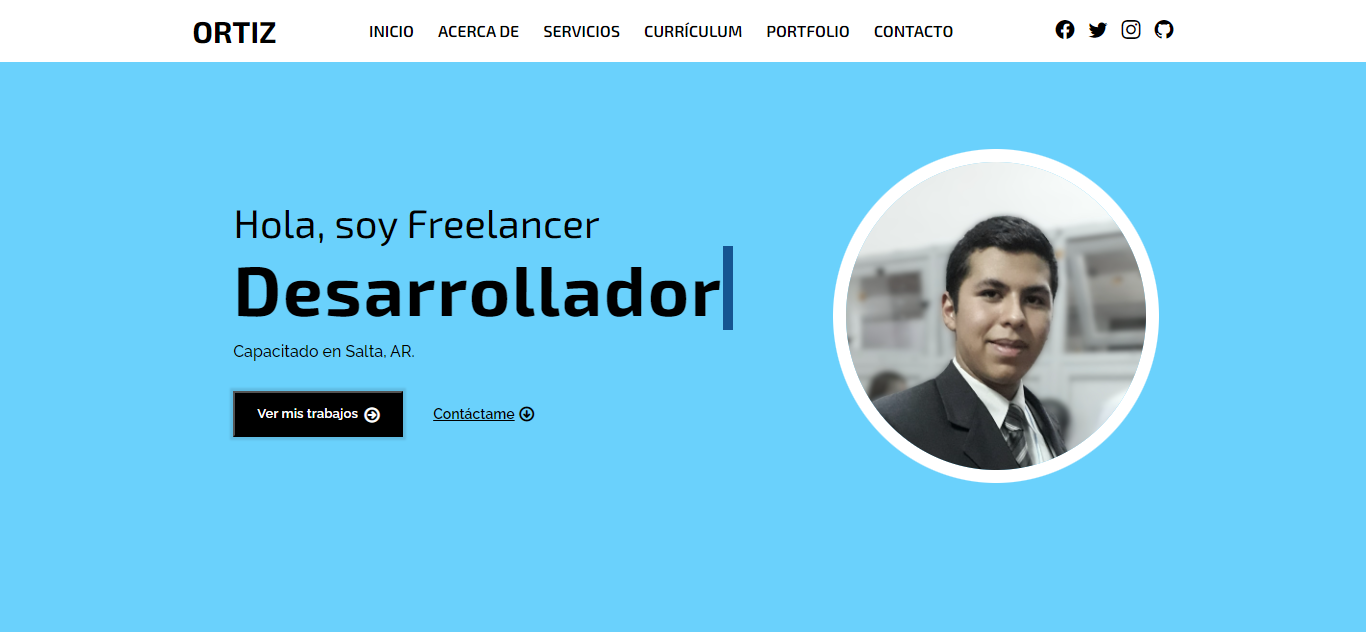 ORTIZ
INICIO ACERCA DE SERVICIOS CURRÍCULUM PORTFOLIO CONTACTO
Hola, soy Freelancer
Desarrollador
Capacitado en Salta, AR.
Ver mis trabajos
Contáctame